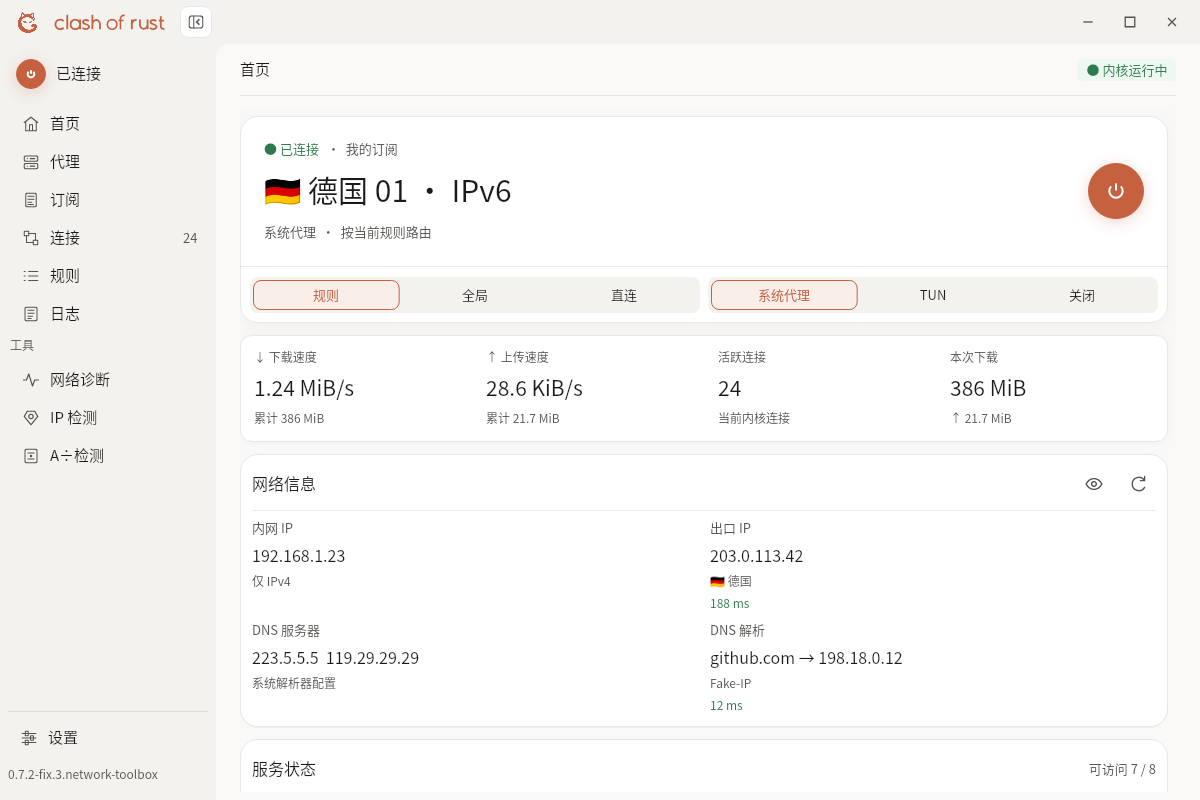 clash of rust
已连接
首页
代理
订阅
连接 24
规则
日志
工具
网络诊断
IP 检测
A÷检测
设置
0.7.2-fix.3.network-toolbox
首页
内核运行中
已连接 · 我的订阅
德国 01 · IPv6
系统代理 · 按当前规则路由
规则 全局 直连 系统代理 TUN 关闭
↓ 下载速度
1.24 MiB/s
累计 386 MiB
↑ 上传速度
28.6 KiB/s
累计 21.7 MiB
活跃连接
24
当前内核连接
本次下载
386 MiB
↑ 21.7 MiB
网络信息
内网 IP
192.168.1.23
仅 IPv4
出口 IP
203.0.113.42
德国
188 ms
DNS 服务器
223.5.5.5 119.29.29.29
系统解析器配置
DNS 解析
github.com → 198.18.0.12
Fake-IP
12 ms
服务状态
可访问 7 / 8